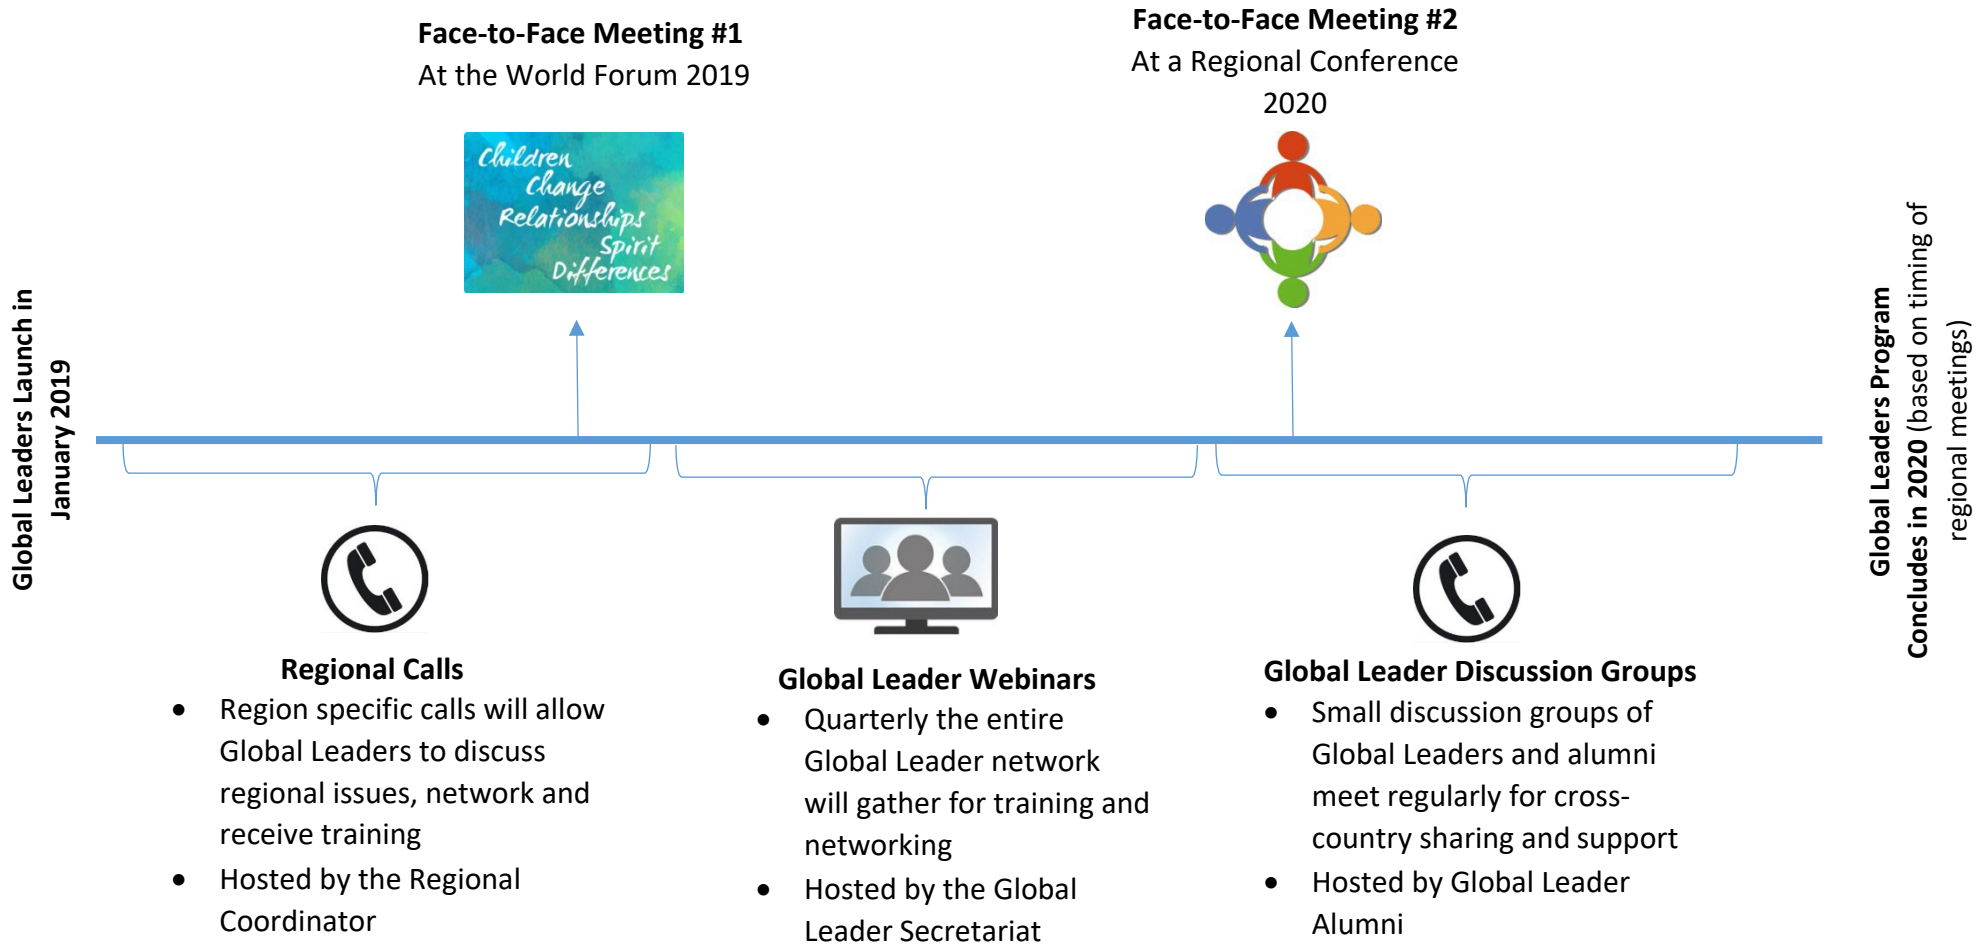 Face-to-Face Meeting #1
At the World Forum 2019
Children
Change
Relationships
Spirit
Differences
Face-to-Face Meeting #2
At a Regional Conference
2020
Global Leaders Launch in
January 2019
Global Leaders Program
Concludes in 2020 (based on timing of
regional meetings)
Regional Calls
• Region specific calls will allow
Global Leaders to discuss
regional issues, network and
receive training
• Hosted by the Regional
Coordinator
Global Leader Webinars
• Quarterly the entire
Global Leader network
will gather for training and
networking
• Hosted by the Global
Leader Secretariat
Global Leader Discussion Groups
• Small discussion groups of
Global Leaders and alumni
meet regularly for cross-
country sharing and support
• Hosted by Global Leader
Alumni